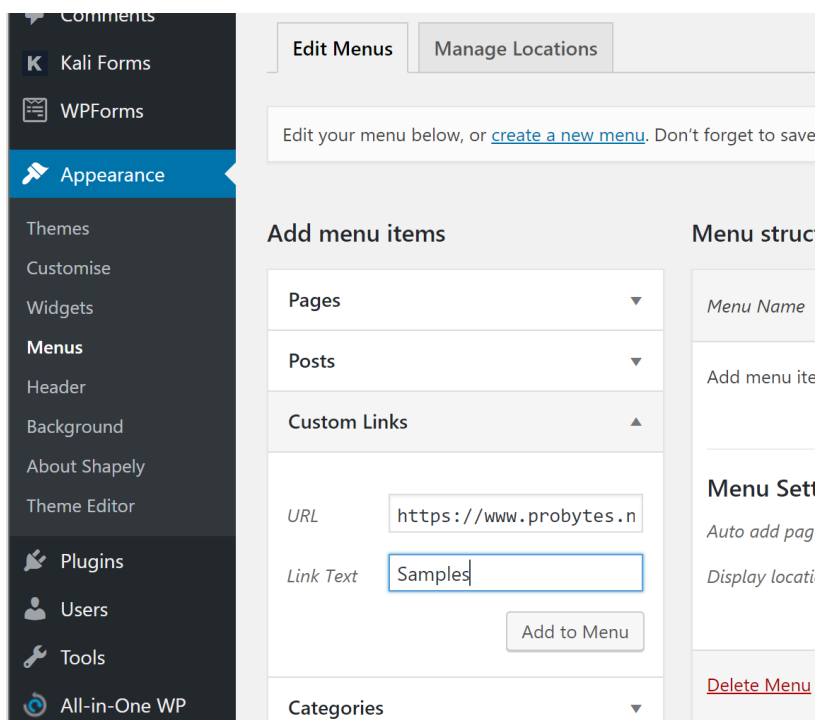 Comments
Kali Forms
WPForms
Appearance
Themes
Customise
Widgets
Menus
Header
Background
About Shapely
Theme Editor
Plugins
Users
Tools
All-in-One WP
Edit Menus
Manage Locations
Edit your menu below, or create a new menu. Don't forget to save
Add menu items
Pages
Posts
Custom Links
URL
https://www.probytes.n
Link Text
Samples
Add to Menu
Categories
Menu struc
Menu Name
Add menu ite
Menu Sett
Auto add pag
Display locati
Delete Menu